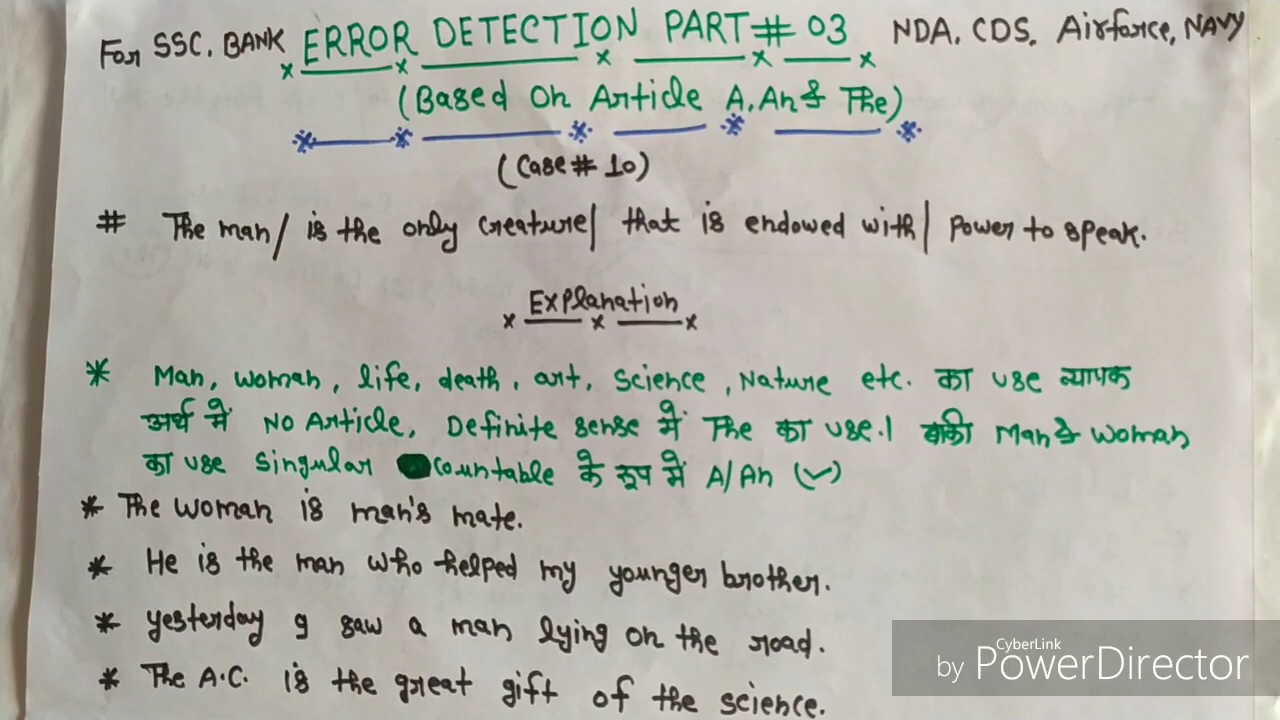 For SSC, BANK ERROR DETECTION PART # 03 NDA, CDS, Airforce, NAVY
(Based On Article A, An & The)
(Case # 10)
# The man/ is the only creature/ that is endowed with/ power to speak.
Explanation
* Man, woman, life, death, art, science, Nature etc. का use व्यापक
अर्थ में No Article, Definite sense में The का use। बाकी Man & woman
का use singular countable के रूप में A/An (✓)
* The woman is man's mate.
* He is the man who helped my younger brother.
* Yesterday I saw a man lying on the road.
* The A.C. is the great gift of the science.
CyberLink
by PowerDirector